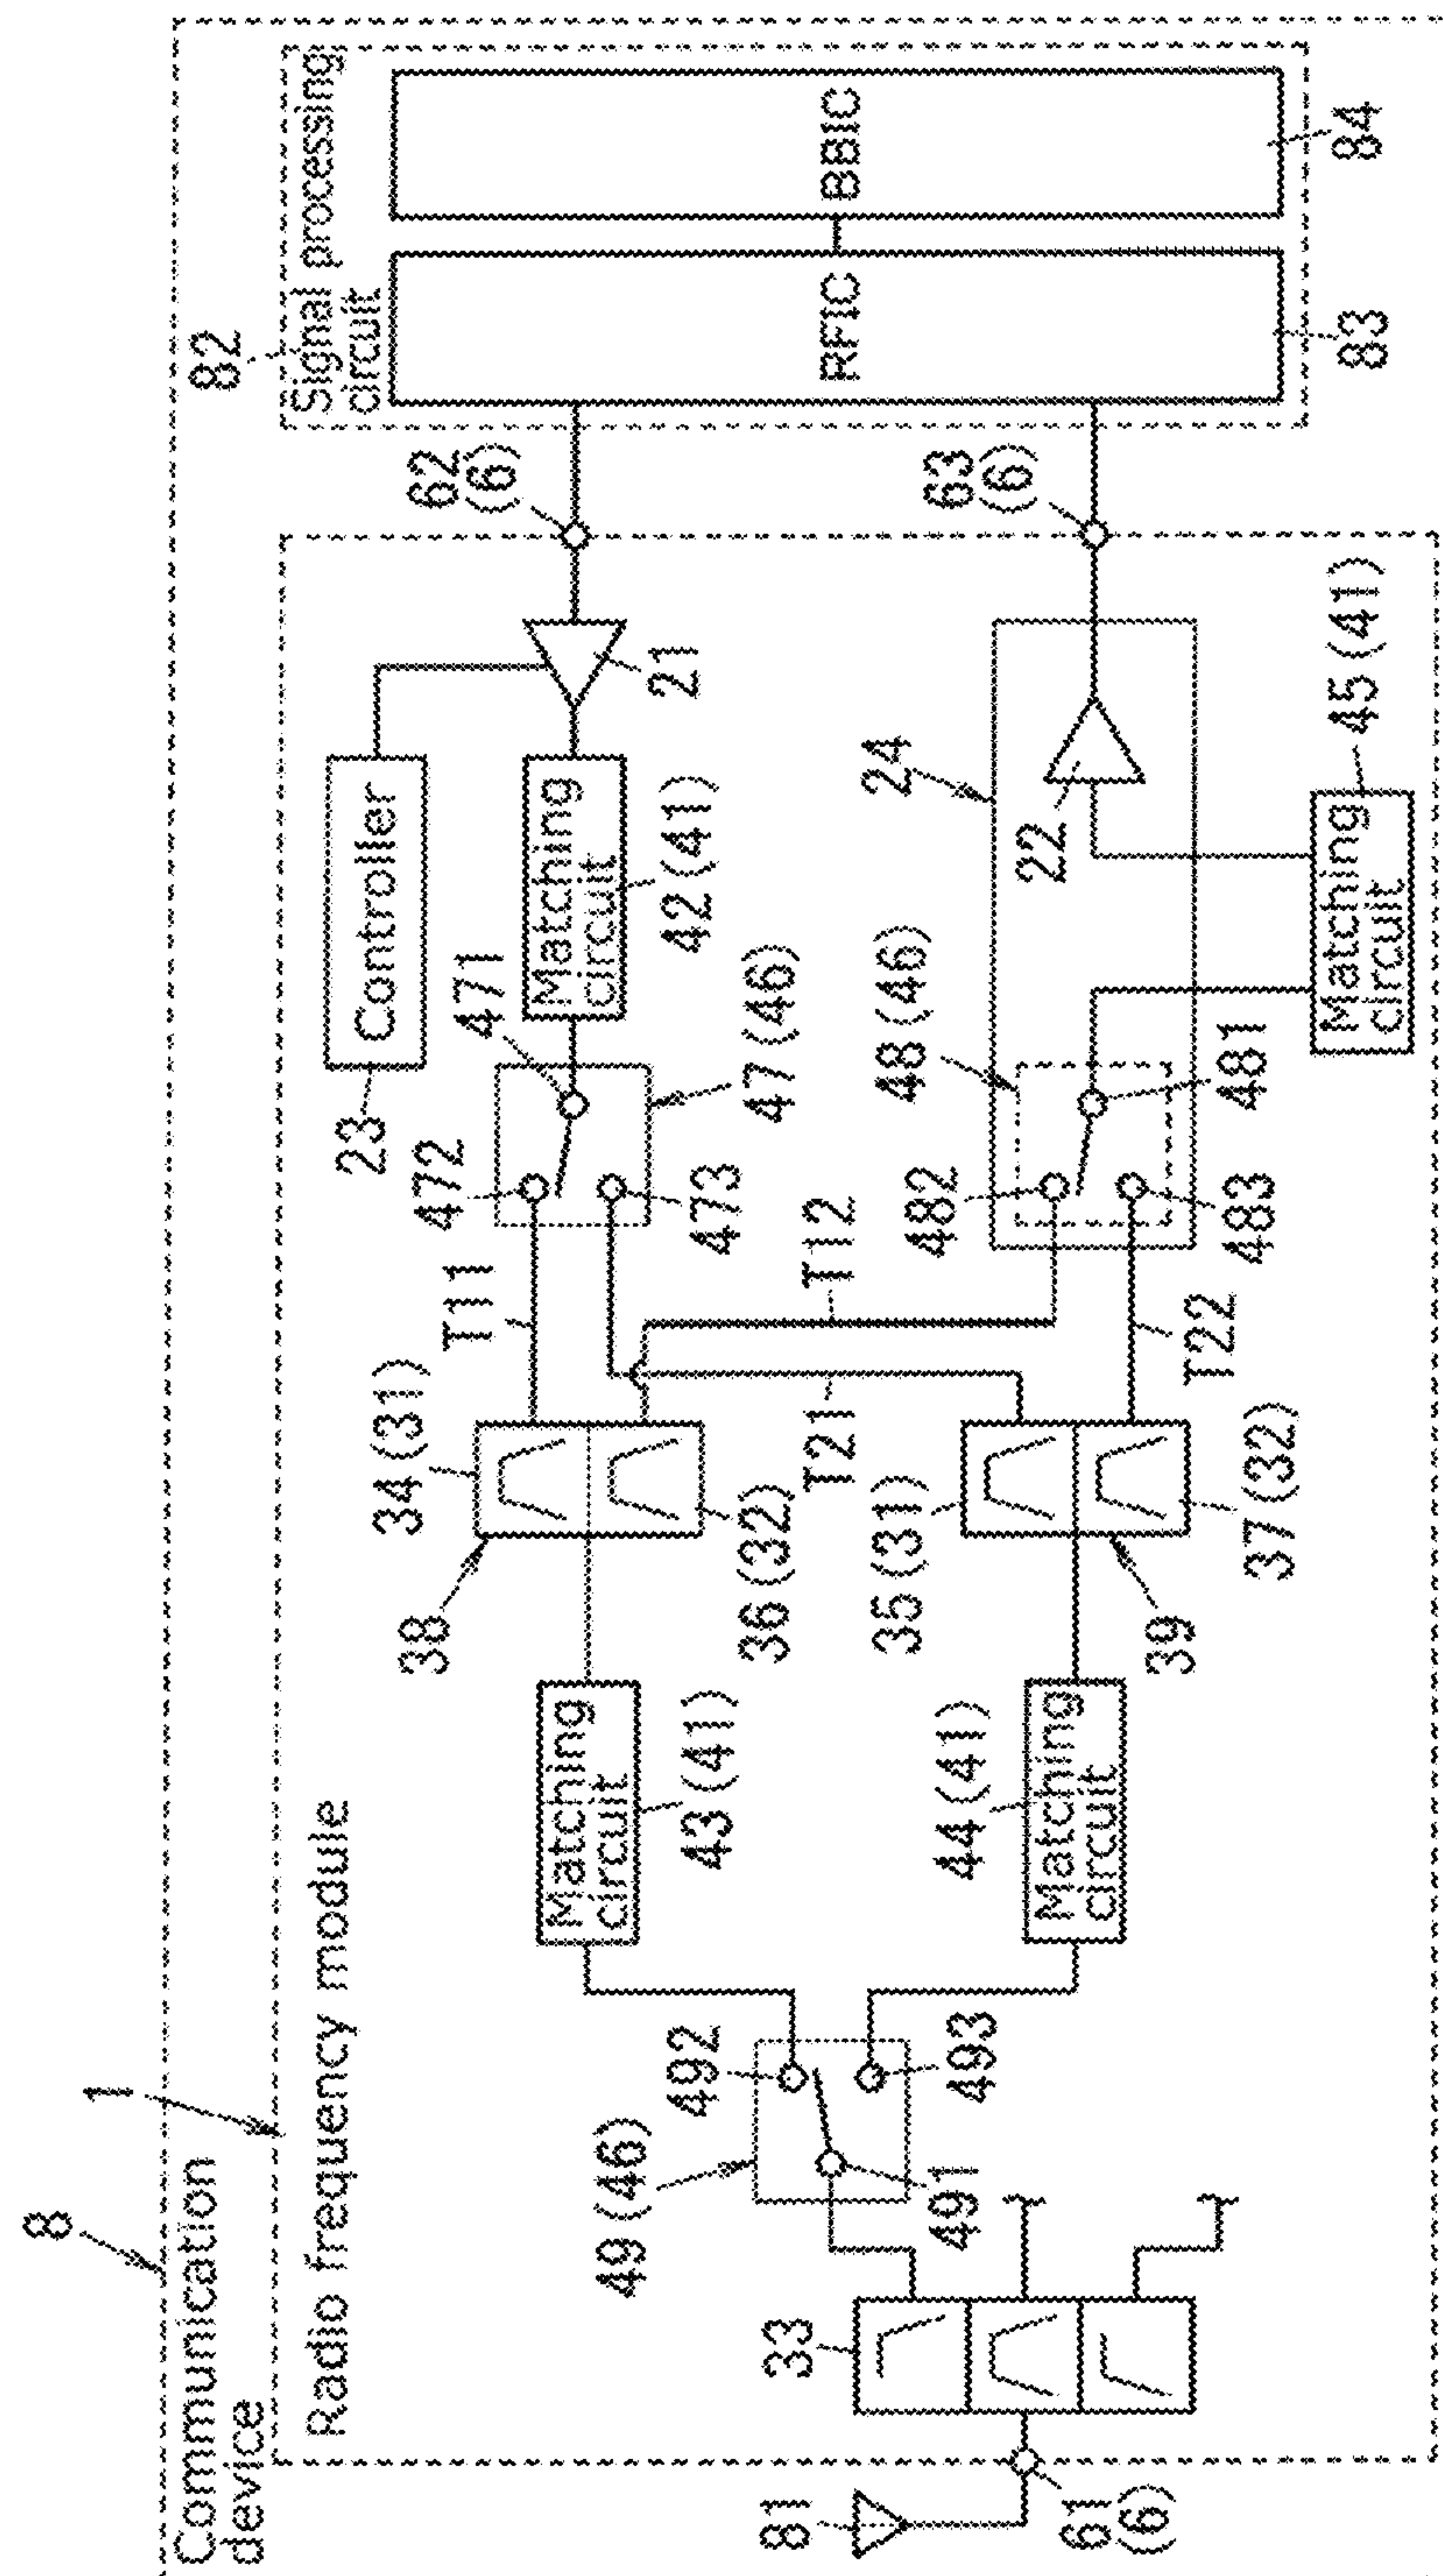 8
Communication
device
1
Radio frequency module
82
Signal processing
circuit
23
Controller
472
471
62
(6)
34 (31)
T11
Matching
circuit
21
38
42 (41)
Matching
circuit
473
47 (46)
43 (41)
36 (32)
49 (46)
492
T21
T12
RFIC
BBIC
33
35 (31)
482
48 (46)
24
491
493
44 (41)
22
63
(6)
Matching
circuit
39
T22
483
481
37 (32)
Matching
circuit
45 (41)
81
61
(6)
83
84